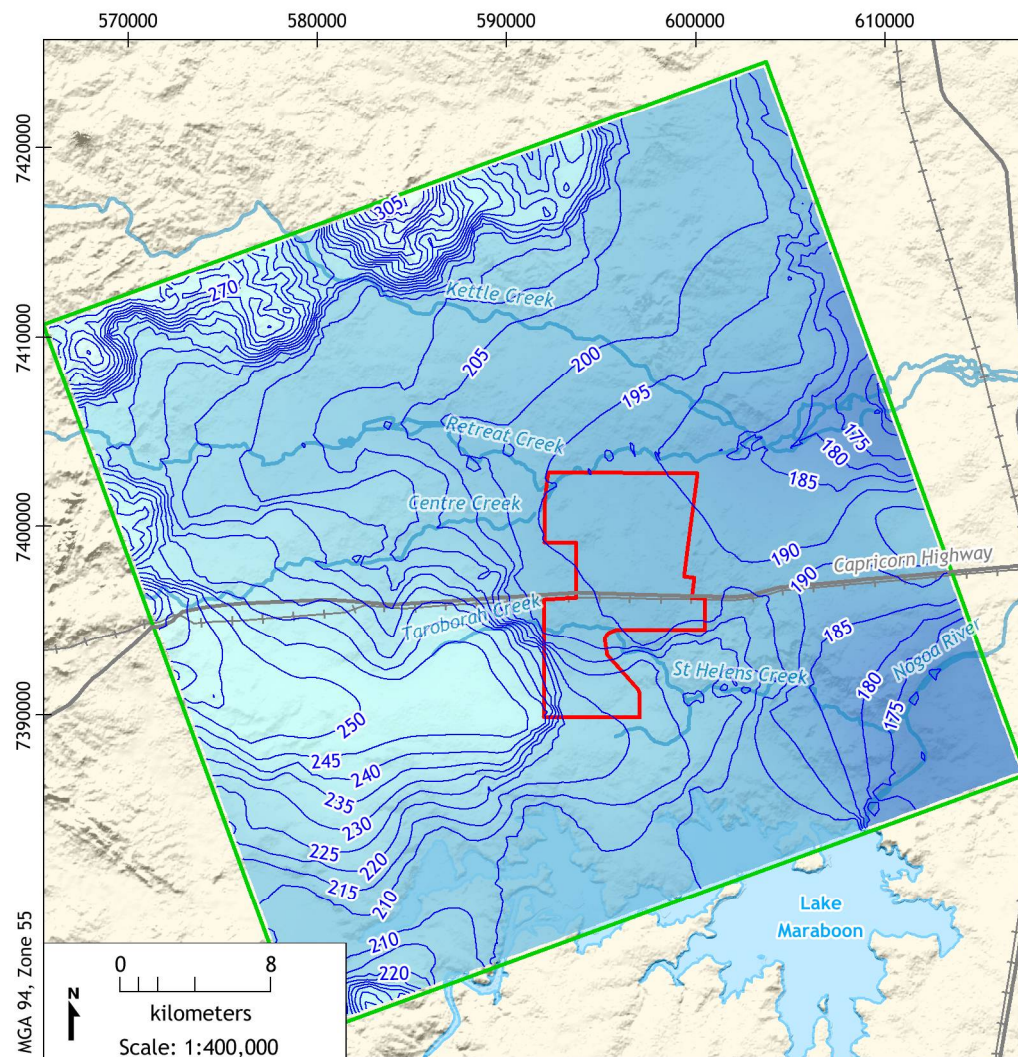 570000
580000
590000
600000
610000
7420000
7410000
7400000
7390000
305
270
Kettle Creek
205
200
195
Retreat Creek
175
180
185
Centre Creek
190
Capricorn Highway
190
Taroborah Creek
185
Nogoa River
St Helens Creek
180
175
250
245
240
235
230
225
220
215
210
210
220
Lake
Maraboon
MGA 94, Zone 55
0 8
N
kilometers
Scale: 1:400,000